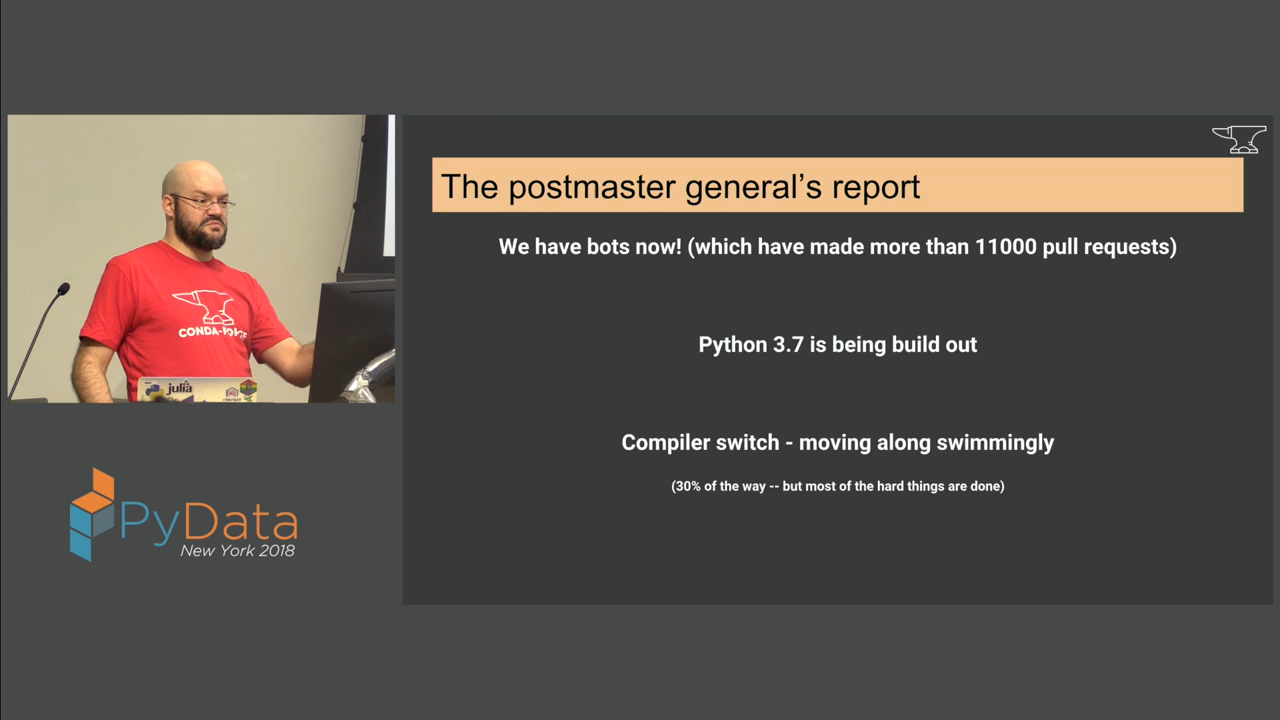 The postmaster general's report
We have bots now! (which have made more than 11000 pull requests)
Python 3.7 is being build out
Compiler switch - moving along swimmingly
(30% of the way -- but most of the hard things are done)
CONDA-FORGE
julia
PyData
New York 2018